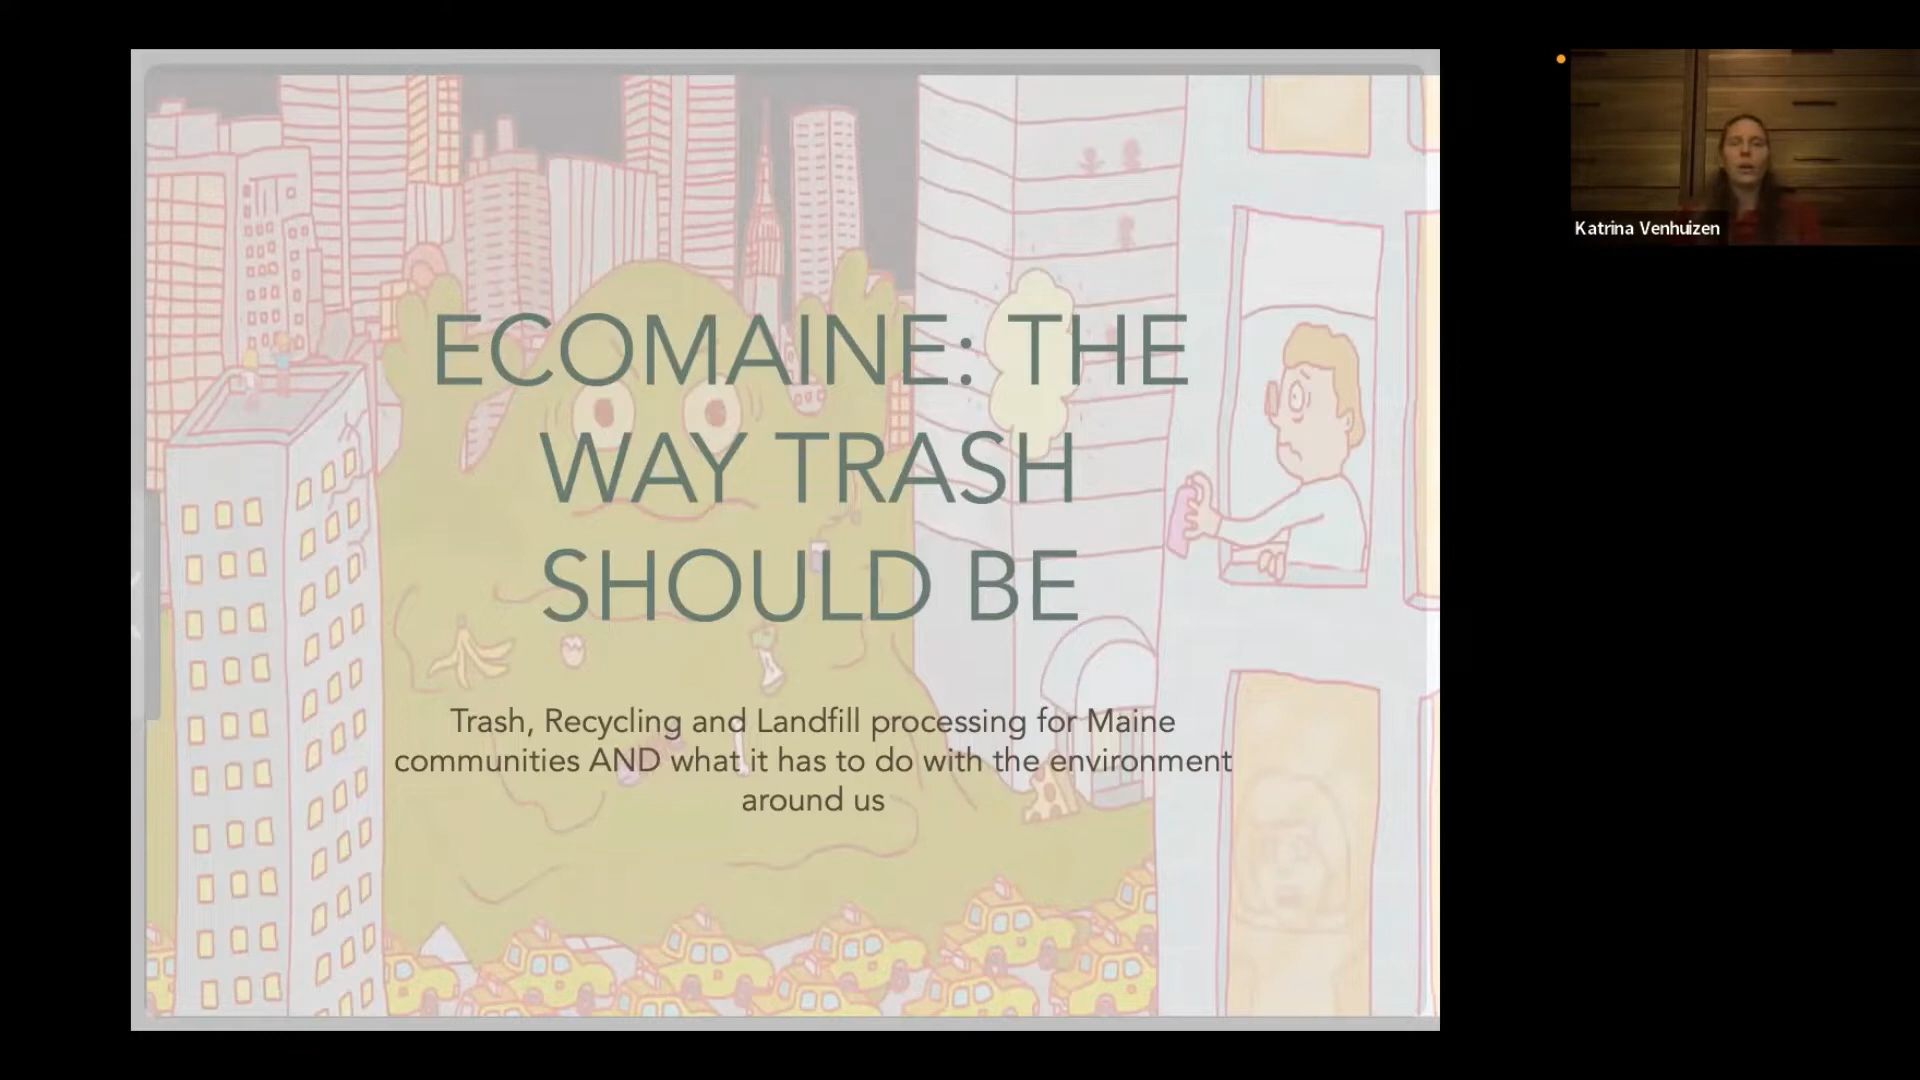 ECOMAINE: THE
WAY TRASH
SHOULD BE
Trash, Recycling and Landfill processing for Maine
communities AND what it has to do with the environment
around us
Katrina Venhuizen